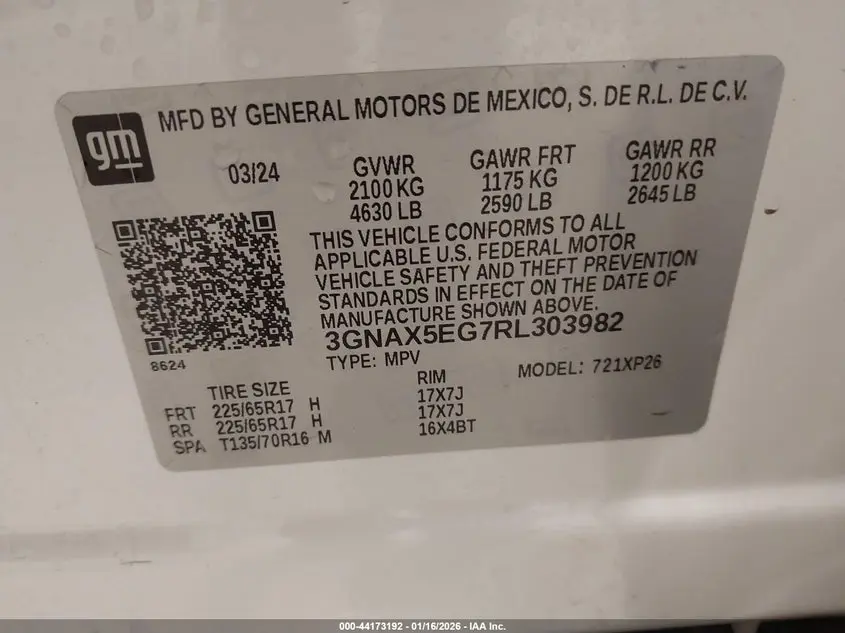 gm
MFD BY GENERAL MOTORS DE MEXICO, S. DE R.L. DE C.V.
03/24 GVWR GAWR FRT GAWR RR
2100 KG 1175 KG 1200 KG
4630 LB 2590 LB 2645 LB
THIS VEHICLE CONFORMS TO ALL
APPLICABLE U.S. FEDERAL MOTOR
VEHICLE SAFETY AND THEFT PREVENTION
STANDARDS IN EFFECT ON THE DATE OF
MANUFACTURE SHOWN ABOVE.
3GNAX5EG7RL303982
8624
TYPE: MPV MODEL: 721XP26
TIRE SIZE RIM
FRT 225/65R17 H 17X7J
RR 225/65R17 H 17X7J
SPA T135/70R16 M 16X4BT
000-44173192 - 01/16/2026 - IAA Inc.